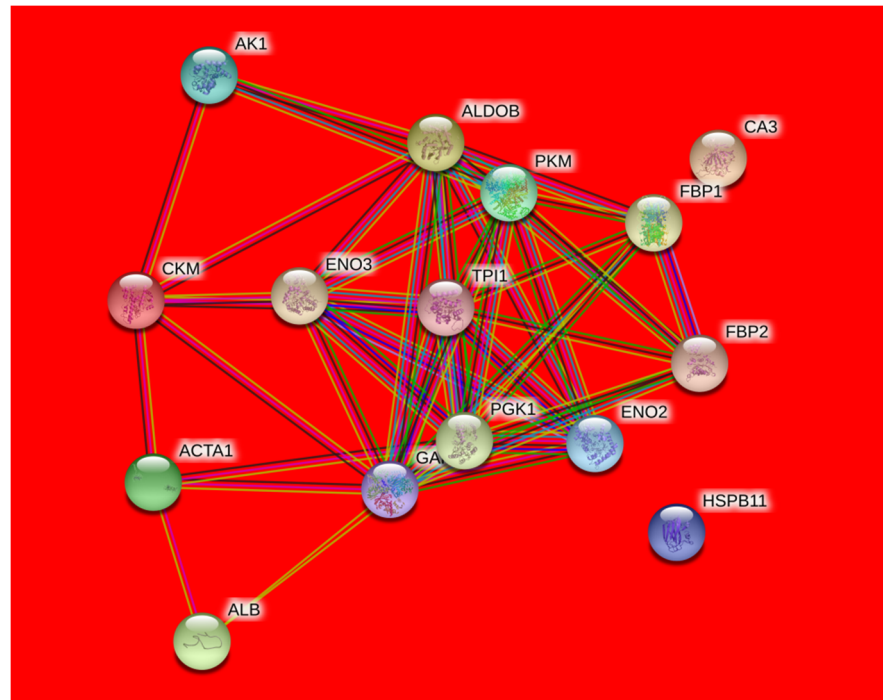 AK1
ALDOB
CA3
PKM
FBP1
CKM
ENO3
TPI1
FBP2
PGK1
ENO2
ACTA1
HSPB11
ALB